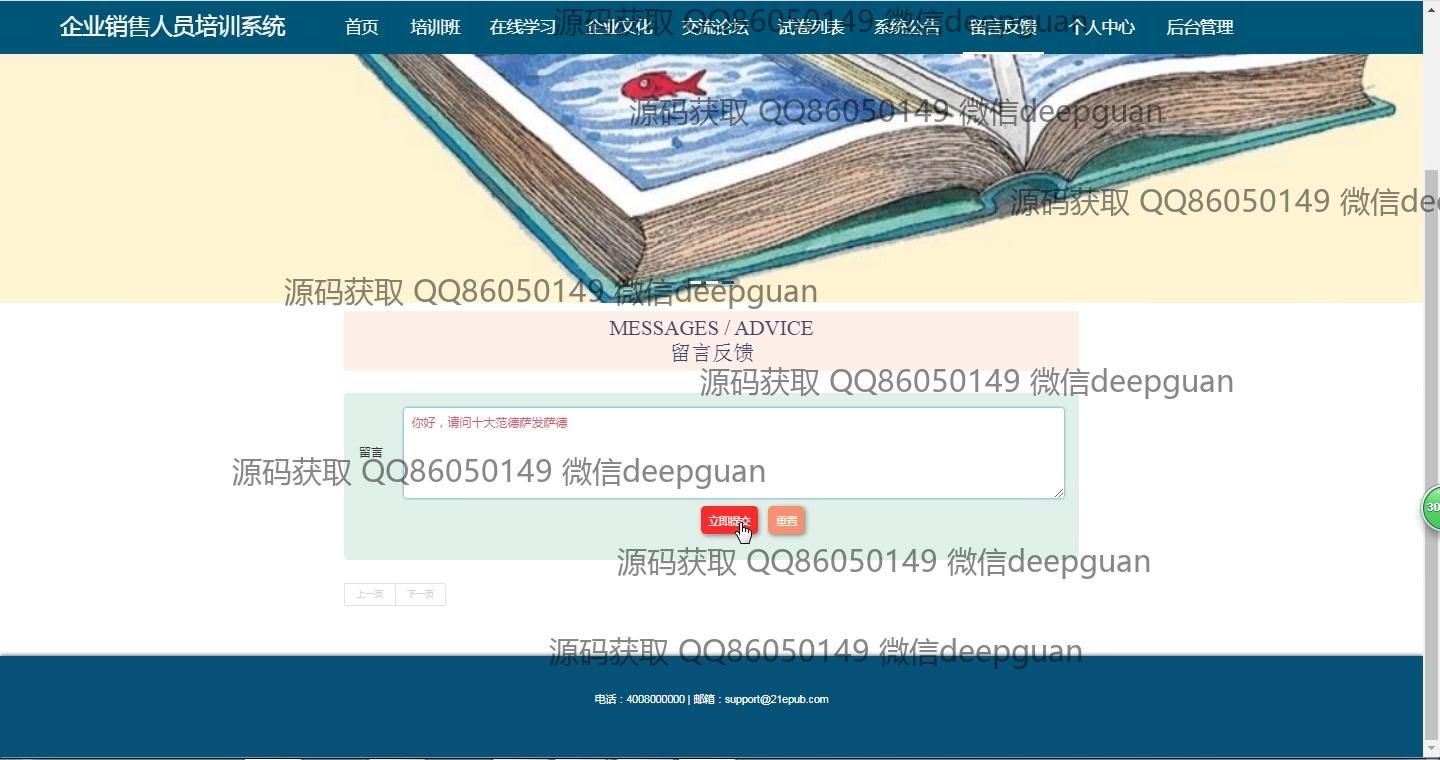 企业销售人员培训系统 首页 培训班 在线学习 企业文化 交流论坛 试卷列表 系统公告 留言反馈 个人中心 后台管理
源码获取 QQ86050149 微信deepguan
源码获取 QQ86050149 微信deepguan
源码获取 QQ86050149 微信de
源码获取 QQ86050149 微信deepguan
MESSAGES / ADVICE
留言反馈
源码获取 QQ86050149 微信deepguan
你好，请问十大范德萨发萨德
留言
源码获取 QQ86050149 微信deepguan
立即提交 重置
源码获取 QQ86050149 微信deepguan
上一页 下一页
源码获取 QQ86050149 微信deepguan
电话：4008000000 | 邮箱：support@21epub.com
30